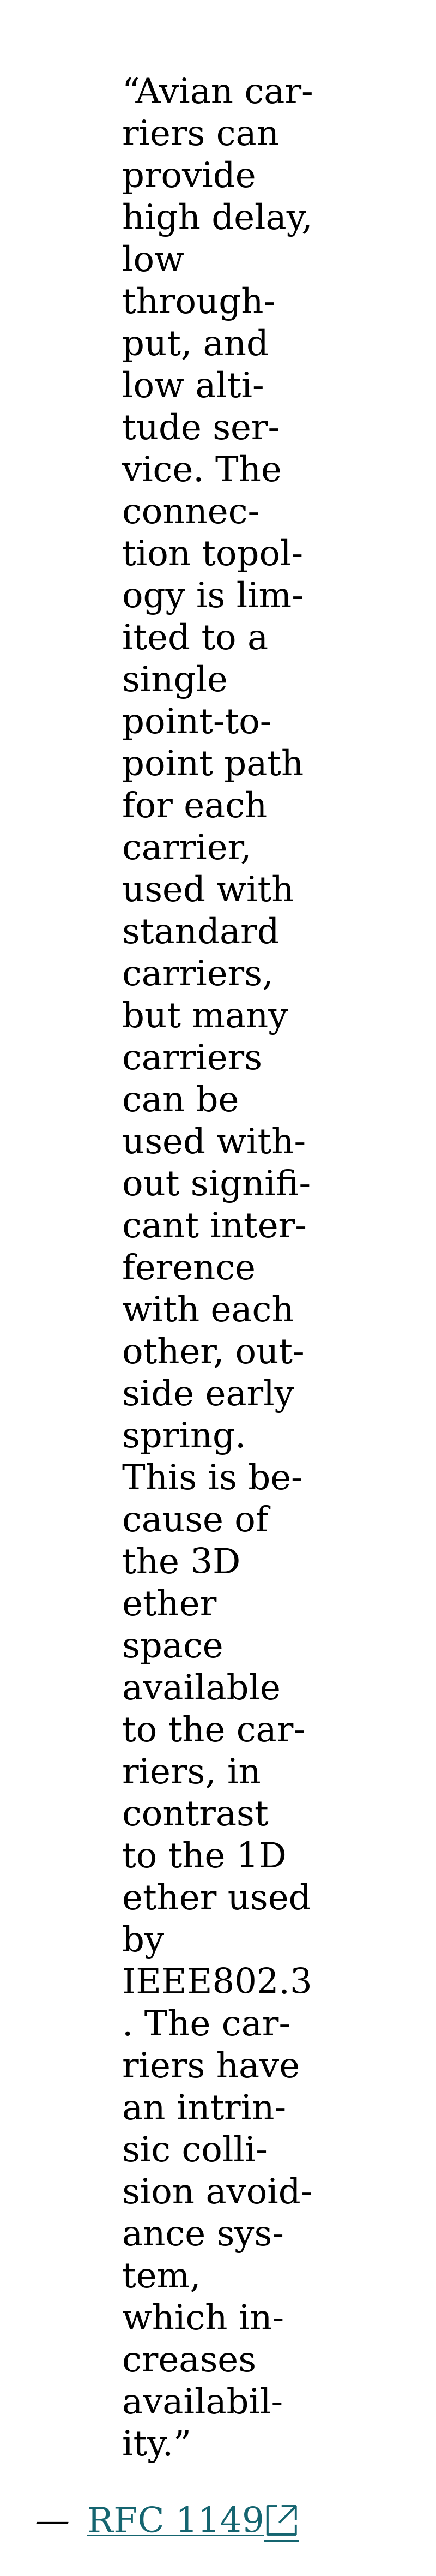 “Avian car-
riers can
provide
high delay,
low
through-
put, and
low alti-
tude ser-
vice. The
connec-
tion topol-
ogy is lim-
ited to a
single
point-to-
point path
for each
carrier,
used with
standard
carriers,
but many
carriers
can be
used with-
out signifi-
cant inter-
ference
with each
other, out-
side early
spring.
This is be-
cause of
the 3D
ether
space
available
to the car-
riers, in
contrast
to the 1D
ether used
by
IEEE802.3
. The car-
riers have
an intrin-
sic colli-
sion avoid-
ance sys-
tem,
which in-
creases
availabil-
ity.”
— RFC 1149